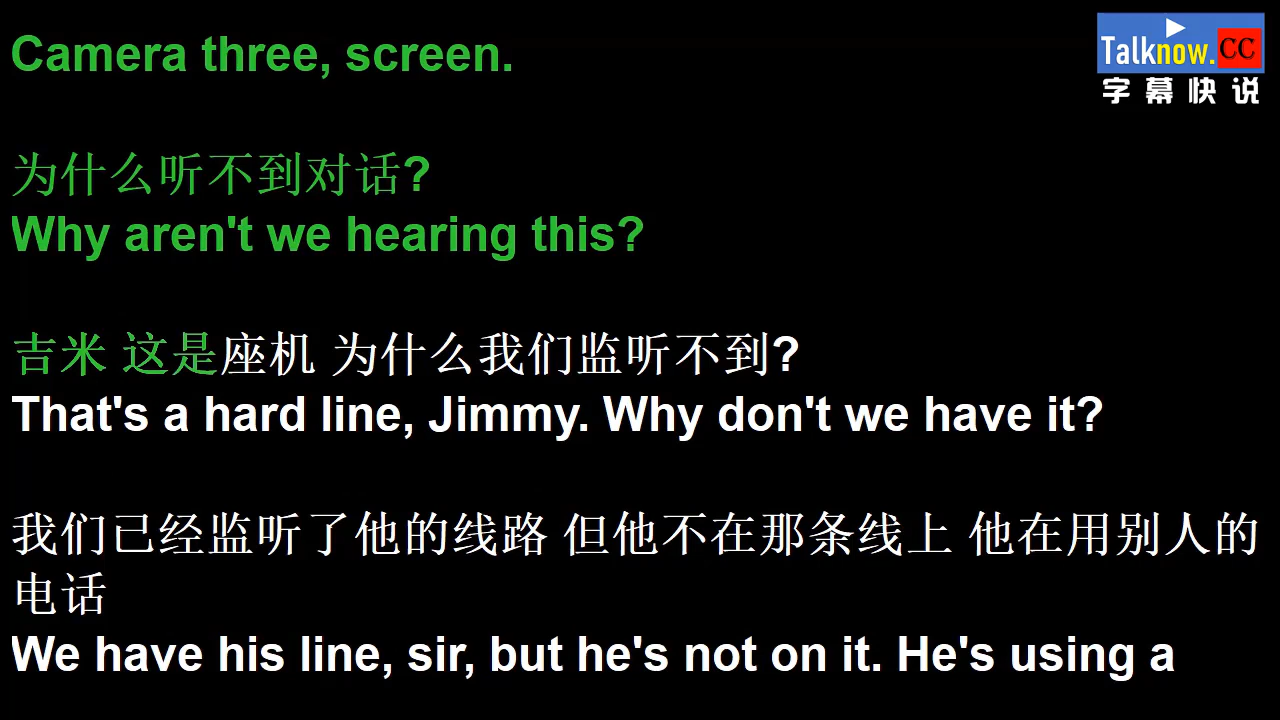 Camera three, screen.
Talknow.CC
字幕快说
为什么听不到对话?
Why aren't we hearing this?
吉米 这是座机 为什么我们监听不到?
That's a hard line, Jimmy. Why don't we have it?
我们已经监听了他的线路 但他不在那条线上 他在用别人的
电话
We have his line, sir, but he's not on it. He's using a